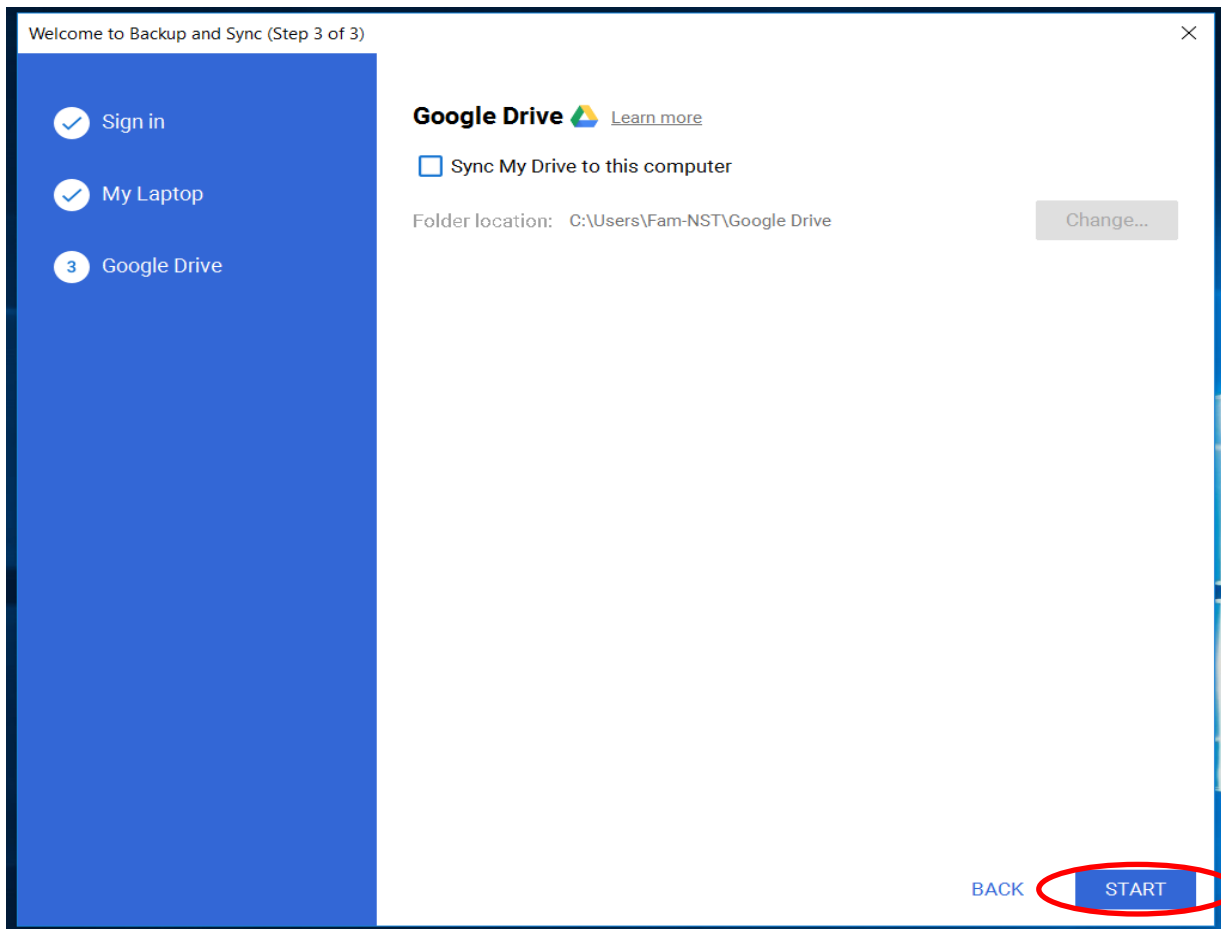 Welcome to Backup and Sync (Step 3 of 3)
Sign in
My Laptop
3 Google Drive
Google Drive Learn more
Sync My Drive to this computer
Folder location: C:\Users\Fam-NST\Google Drive Change...
BACK START